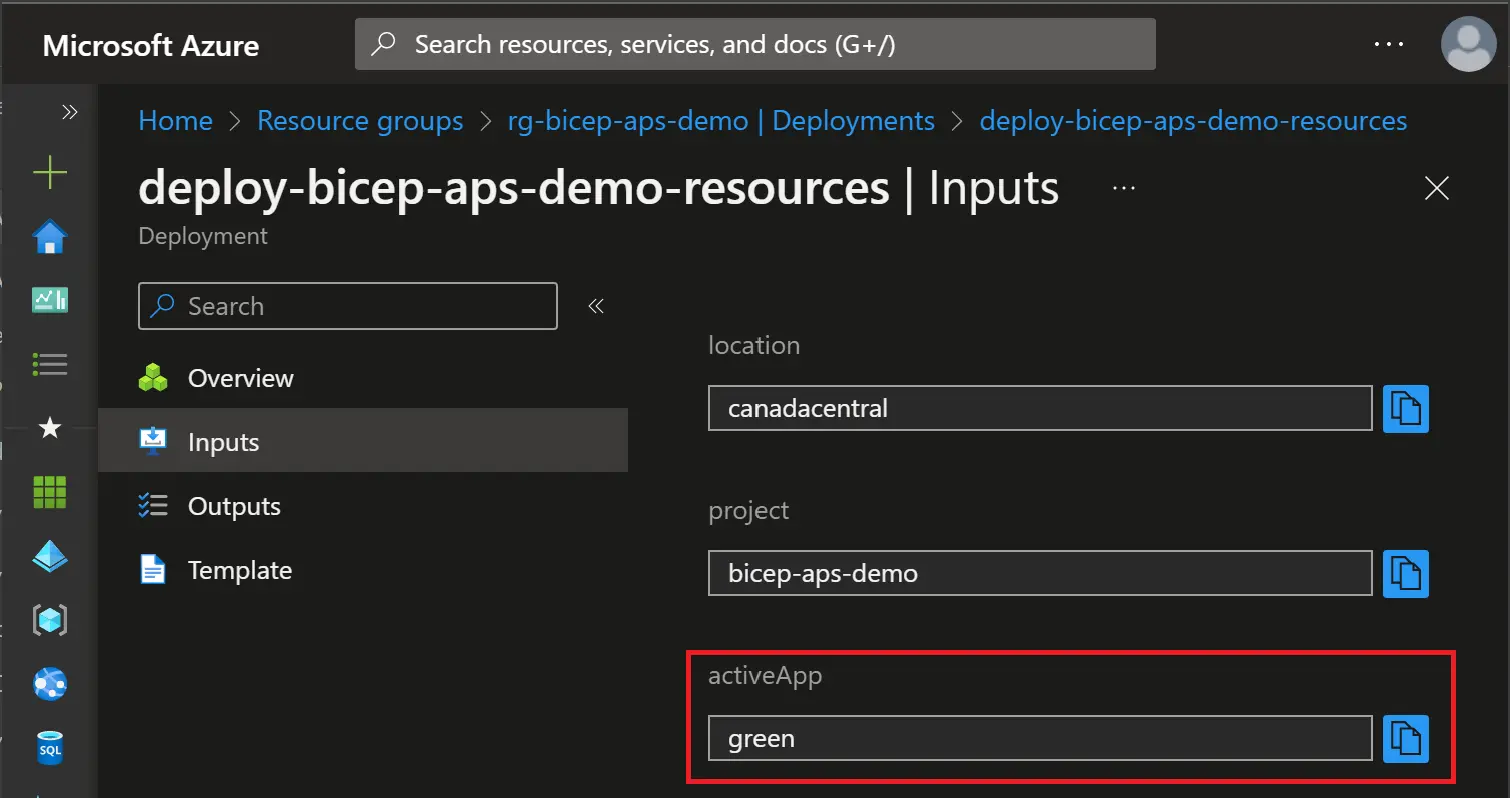 Microsoft Azure
Search resources, services, and docs (G+/)
Home > Resource groups > rg-bicep-aps-demo | Deployments > deploy-bicep-aps-demo-resources
deploy-bicep-aps-demo-resources | Inputs ...
Deployment
Search
Overview
Inputs
Outputs
Template
location
canadacentral
project
bicep-aps-demo
activeApp
green
SQL